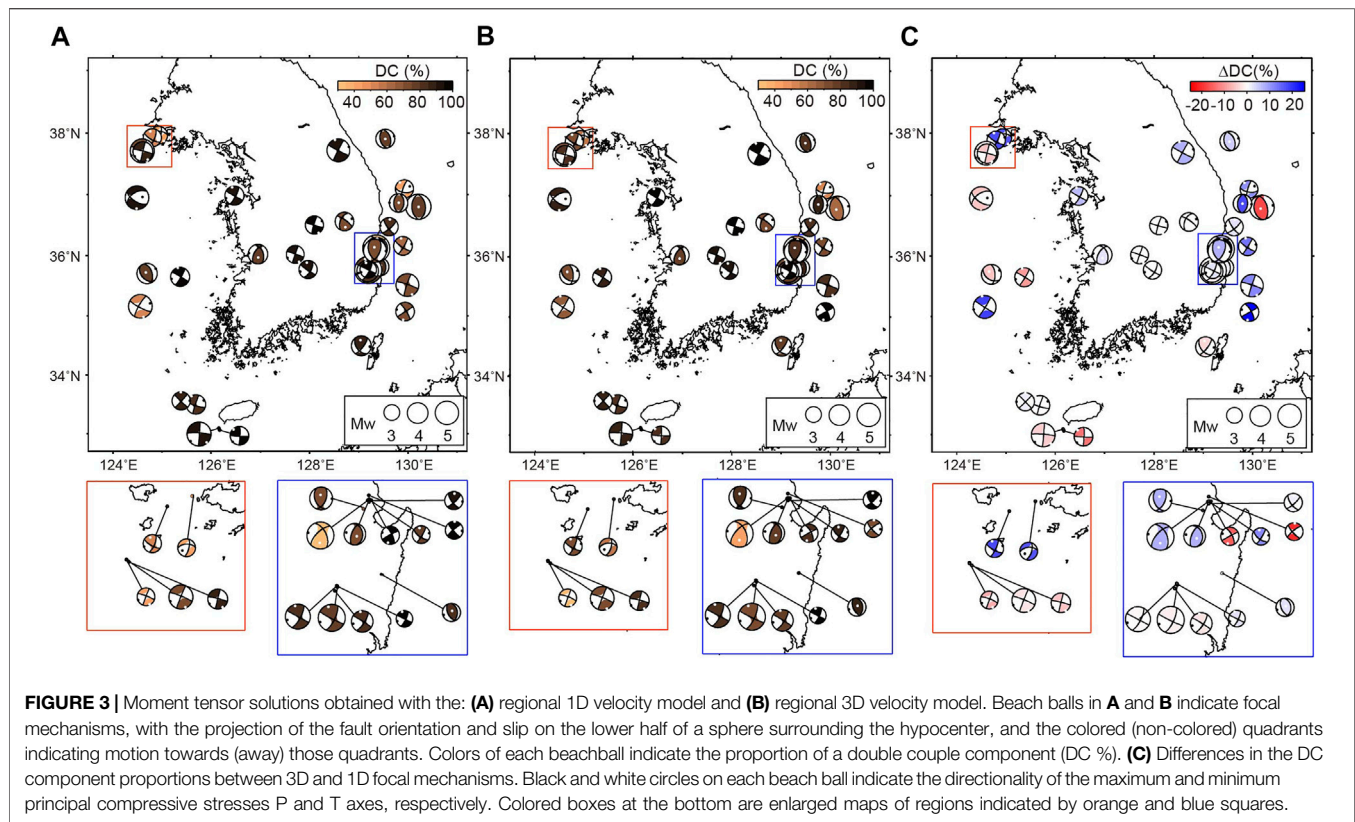 A
B
C
DC (%)
40 60 80 100
DC (%)
40 60 80 100
ΔDC(%)
-20 -10 0 10 20
38°N
36°N
34°N
38°N
36°N
34°N
38°N
36°N
34°N
Mw
3 4 5
Mw
3 4 5
Mw
3 4 5
124°E 126°E 128°E 130°E
124°E 126°E 128°E 130°E
124°E 126°E 128°E 130°E
FIGURE 3 | Moment tensor solutions obtained with the: (A) regional 1D velocity model and (B) regional 3D velocity model. Beach balls in A and B indicate focal
mechanisms, with the projection of the fault orientation and slip on the lower half of a sphere surrounding the hypocenter, and the colored (non-colored) quadrants
indicating motion towards (away) those quadrants. Colors of each beachball indicate the proportion of a double couple component (DC %). (C) Differences in the DC
component proportions between 3D and 1D focal mechanisms. Black and white circles on each beach ball indicate the directionality of the maximum and minimum
principal compressive stresses P and T axes, respectively. Colored boxes at the bottom are enlarged maps of regions indicated by orange and blue squares.